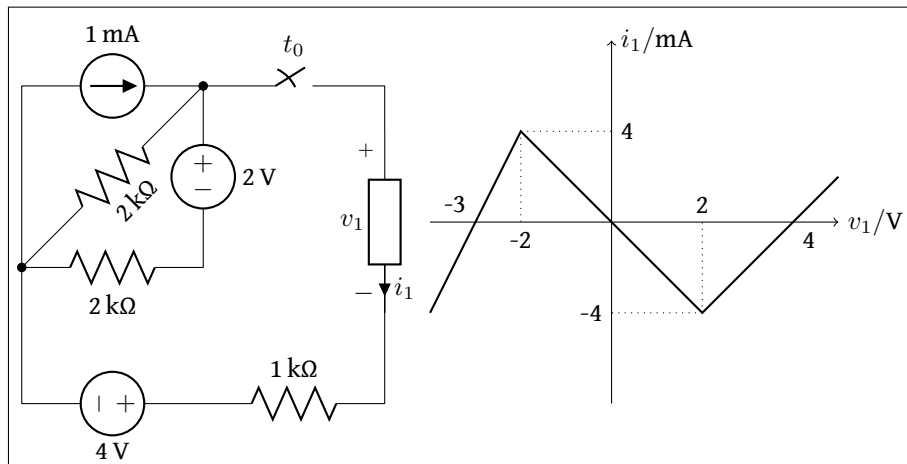 1 mA
t₀
i₁/mA
+
4
+
−
2 V
2 kΩ
v₁
-3
2
-2
4
v₁/V
−
i₁
2 kΩ
-4
1 kΩ
− +
4 V